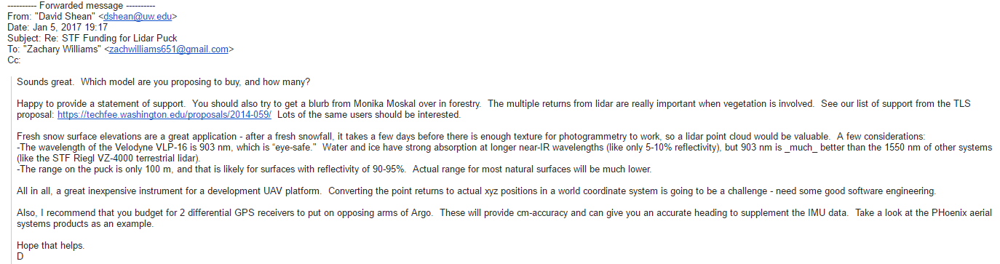 ---------- Forwarded message ----------
From: "David Shean" <dshean@uw.edu>
Date: Jan 5, 2017 19:17
Subject: Re: STF Funding for Lidar Puck
To: "Zachary Williams" <zachwilliams651@gmail.com>
Cc:
Sounds great.  Which model are you proposing to buy, and how many?
Happy to provide a statement of support.  You should also try to get a blurb from Monika Moskal over in forestry.  The multiple returns from lidar are really important when vegetation is involved.  See our list of support from the TLS
proposal: https://techfee.washington.edu/proposals/2014-059/  Lots of the same users should be interested.
Fresh snow surface elevations are a great application - after a fresh snowfall, it takes a few days before there is enough texture for photogrammetry to work, so a lidar point cloud would be valuable.  A few considerations:
-The wavelength of the Velodyne VLP-16 is 903 nm, which is “eye-safe."  Water and ice have strong absorption at longer near-IR wavelengths (like only 5-10% reflectivity), but 903 nm is _much_ better than the 1550 nm of other systems
(like the STF Riegl VZ-4000 terrestrial lidar).
-The range on the puck is only 100 m, and that is likely for surfaces with reflectivity of 90-95%.  Actual range for most natural surfaces will be much lower.
All in all, a great inexpensive instrument for a development UAV platform.  Converting the point returns to actual xyz positions in a world coordinate system is going to be a challenge - need some good software engineering.
Also, I recommend that you budget for 2 differential GPS receivers to put on opposing arms of Argo.  These will provide cm-accuracy and can give you an accurate heading to supplement the IMU data.  Take a look at the PHoenix aerial
systems products as an example.
Hope that helps.
D